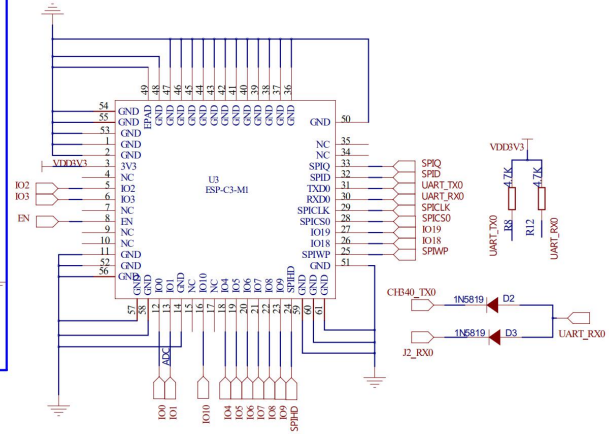 49 48 47 46 45 44 43 42 41 40 39 38 37 36
EPAD GND GND GND GND GND GND GND GND GND GND GND GND GND
54 GND
55 GND
53 GND
1 GND
2 GND
VDD3V3 3 3V3
4 NC
IO2 5 IO2
IO3 6 IO3
7 NC
EN 8 EN
9 NC
10 NC
11 GND
52 GND
56 GND
U3
ESP-C3-M1
GND 50
NC 35
NC 34
SPIQ 33 SPIQ
SPID 32 SPID
TXD0 31 UART_TX0
RXD0 30 UART_RX0
SPICLK 29 SPICLK
SPICS0 28 SPICS0
IO19 27 IO19
IO18 26 IO18
SPIWP 25 SPIWP
GND 51
GND GND IO0 IO1 GND NC IO10 NC IO4 IO5 IO6 IO7 IO8 IO9 SPIHD GND GND GND
57 58 12 13 14 15 16 17 18 19 20 21 22 23 24 59 60 61
ADC
IO0 IO1 IO10 IO4 IO5 IO6 IO7 IO8 IO9 SPIHD
VDD3V3
4.7K 4.7K
R8 R12
UART_TX0 UART_RX0
CH340_TX0 1N5819 D2
UART_RX0
J2_RX0 1N5819 D3